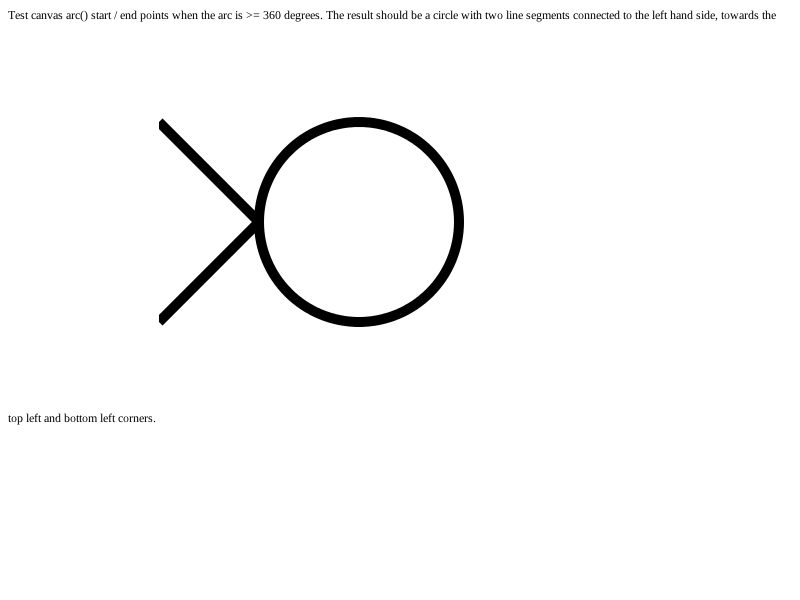 Test canvas arc() start / end points when the arc is >= 360 degrees. The result should be a circle with two line segments connected to the left hand side, towards the
top left and bottom left corners.